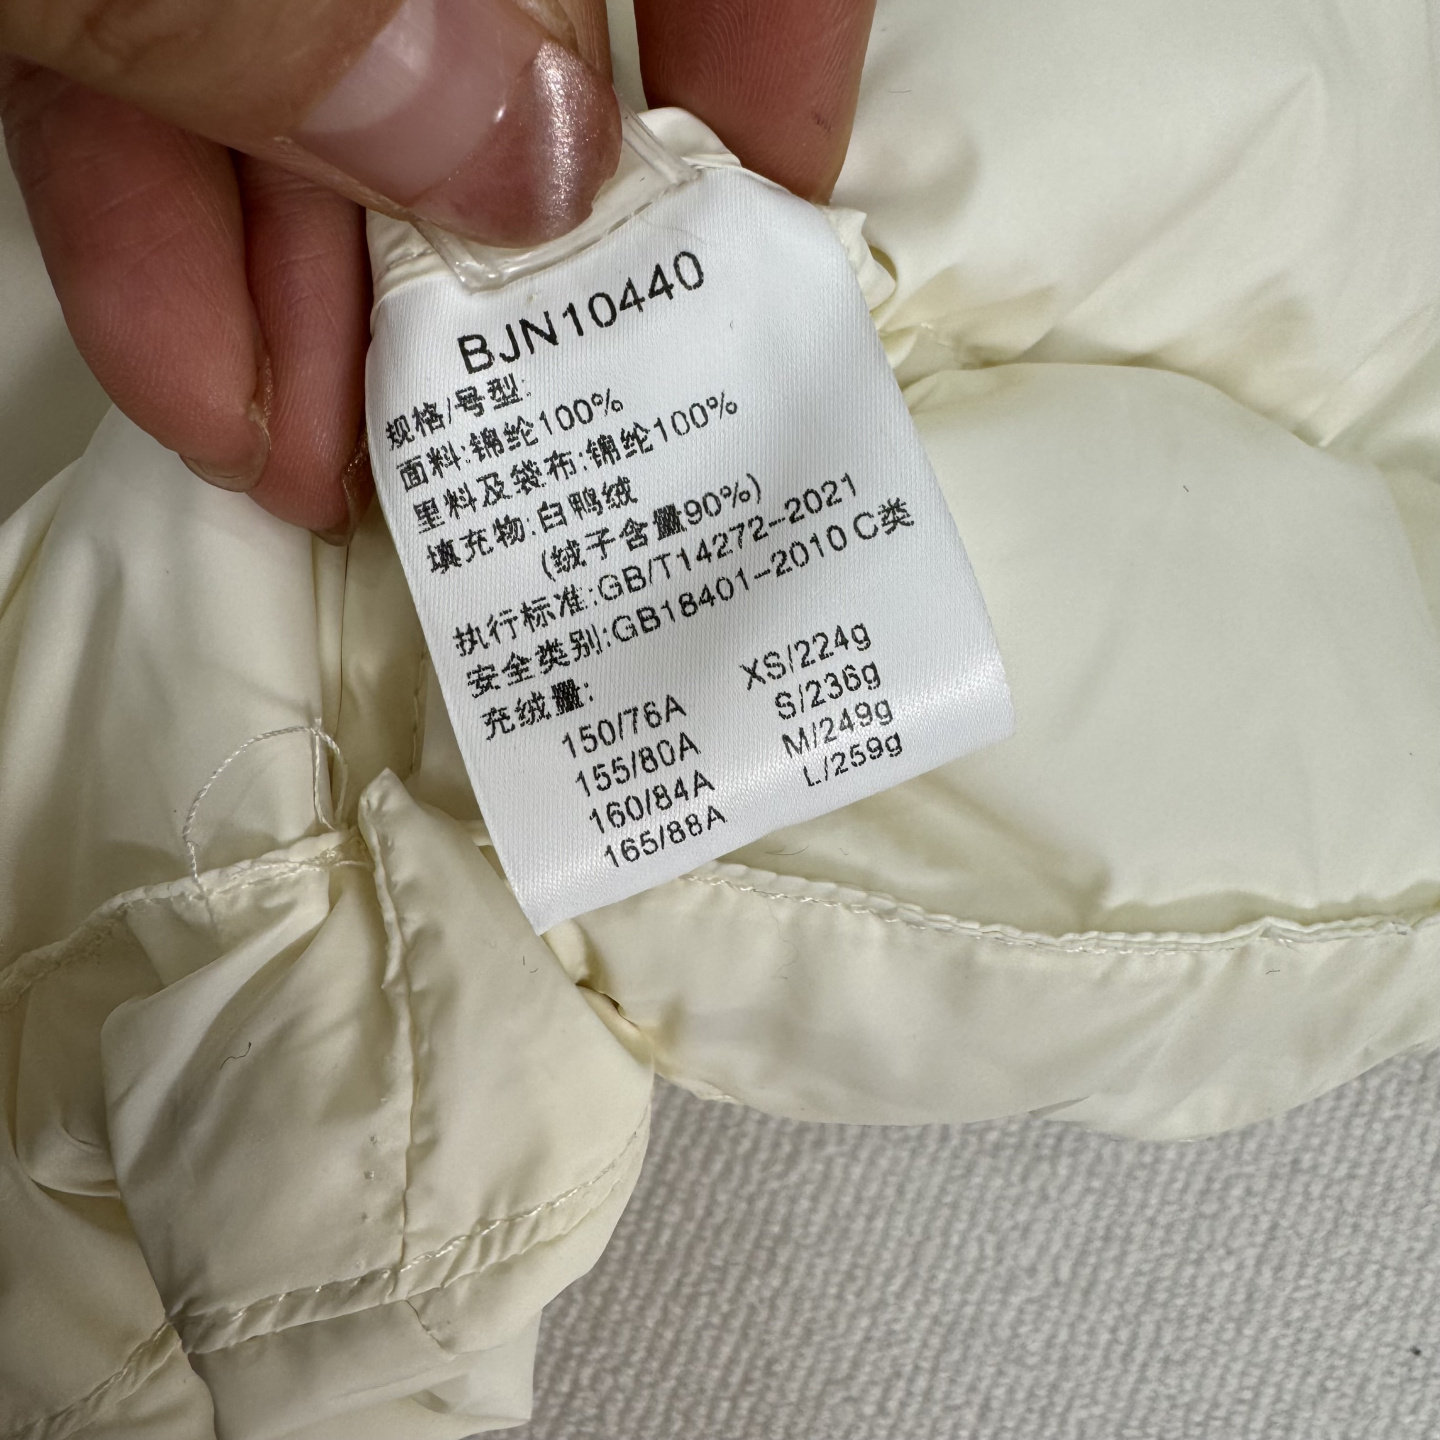 BJN10440
规格/号型:
面料:锦纶100%
里料及袋布:锦纶100%
填充物:白鸭绒
(绒子含量90%)
执行标准:GB/T14272-2021
安全类别:GB18401-2010 C类
充绒量:
150/76A XS/224g
155/80A S/236g
160/84A M/249g
165/88A L/259g